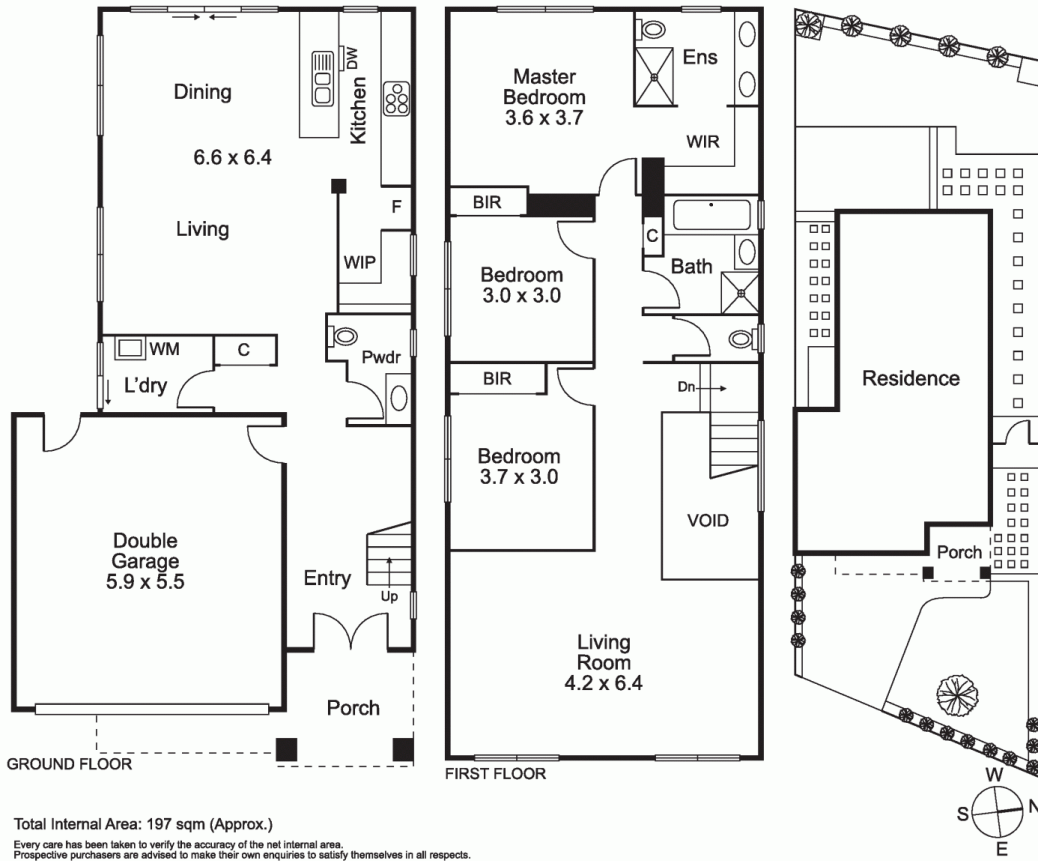 Dining
6.6 x 6.4
Living
DW
Kitchen
F
WIP
WM
C
L'dry
Pwdr
Double
Garage
5.9 x 5.5
Entry
Up
Porch
GROUND FLOOR
Master
Bedroom
3.6 x 3.7
Ens
WIR
BIR
C
Bath
Bedroom
3.0 x 3.0
BIR
Dn
Bedroom
3.7 x 3.0
VOID
Living
Room
4.2 x 6.4
FIRST FLOOR
Residence
Porch
W
S
N
E
Total Internal Area: 197 sqm (Approx.)
Every care has been taken to verify the accuracy of the net internal area.
Prospective purchasers are advised to make their own enquiries to satisfy themselves in all respects.